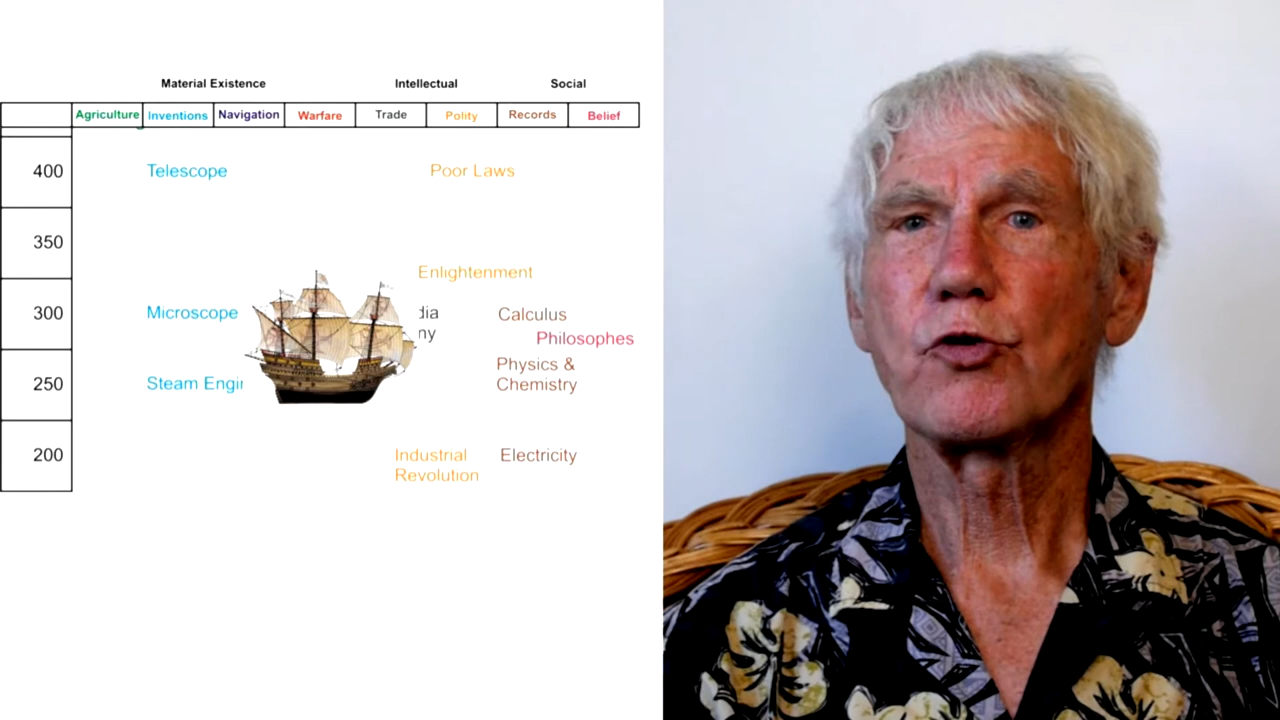 Material Existence Intellectual Social
Agriculture Inventions Navigation Warfare Trade Polity Records Belief
400 Telescope Poor Laws
350
Enlightenment
300 Microscope Calculus
Philosophes
Physics &
250 Steam Chemistry
200 Industrial Electricity
Revolution